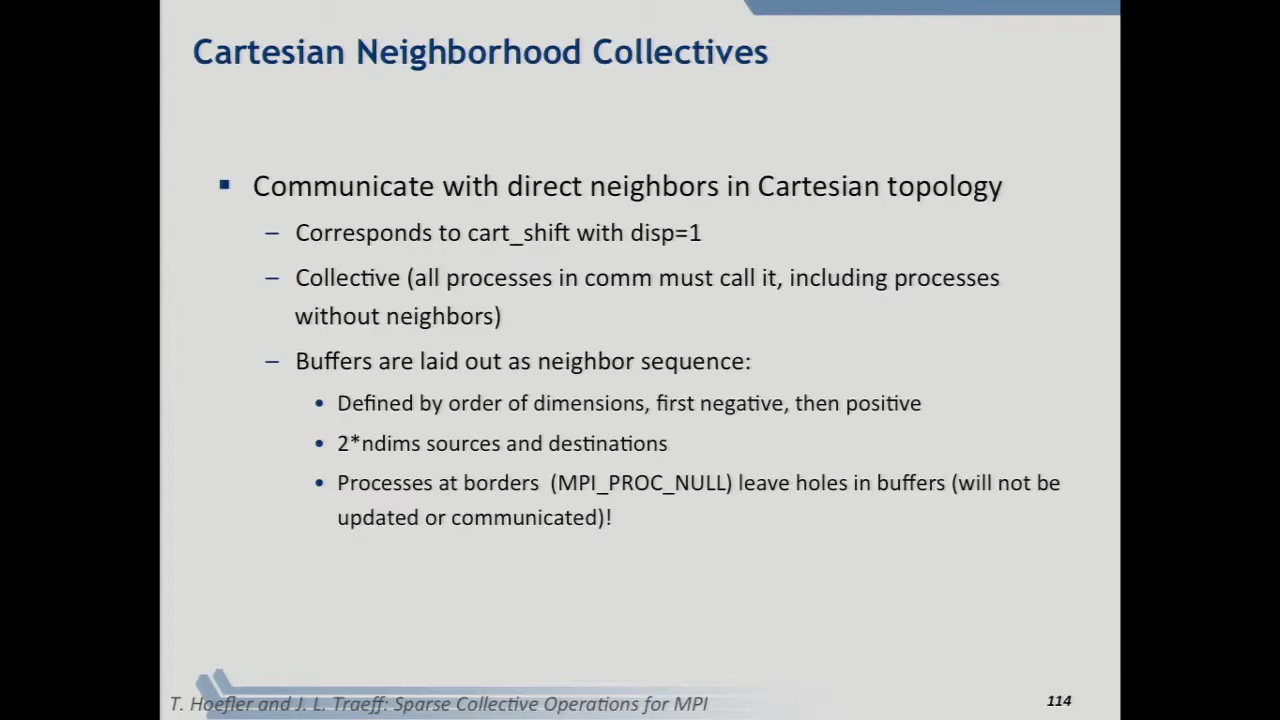 Cartesian Neighborhood Collectives
▪ Communicate with direct neighbors in Cartesian topology
– Corresponds to cart_shift with disp=1
– Collective (all processes in comm must call it, including processes
without neighbors)
– Buffers are laid out as neighbor sequence:
• Defined by order of dimensions, first negative, then positive
• 2*ndims sources and destinations
• Processes at borders (MPI_PROC_NULL) leave holes in buffers (will not be
updated or communicated)!
T. Hoefler and J. L. Traeff: Sparse Collective Operations for MPI
114